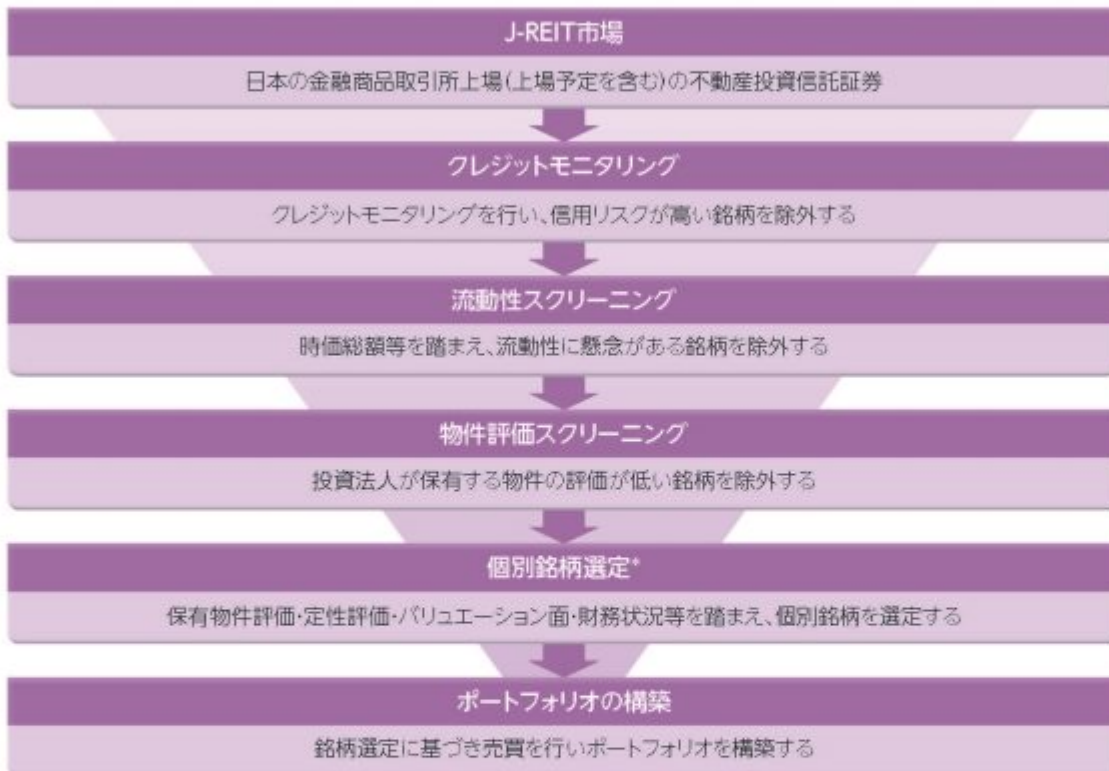 J-REIT市場
日本の金融商品取引所上場(上場予定を含む)の不動産投資信託証券
クレジットモニタリング
クレジットモニタリングを行い、信用リスクが高い銘柄を除外する
流動性スクリーニング
時価総額等を踏まえ、流動性に懸念がある銘柄を除外する
物件評価スクリーニング
投資法人が保有する物件の評価が低い銘柄を除外する
個別銘柄選定*
保有物件評価・定性評価・バリュエーション面・財務状況等を踏まえ、個別銘柄を選定する
ポートフォリオの構築
銘柄選定に基づき売買を行いポートフォリオを構築する